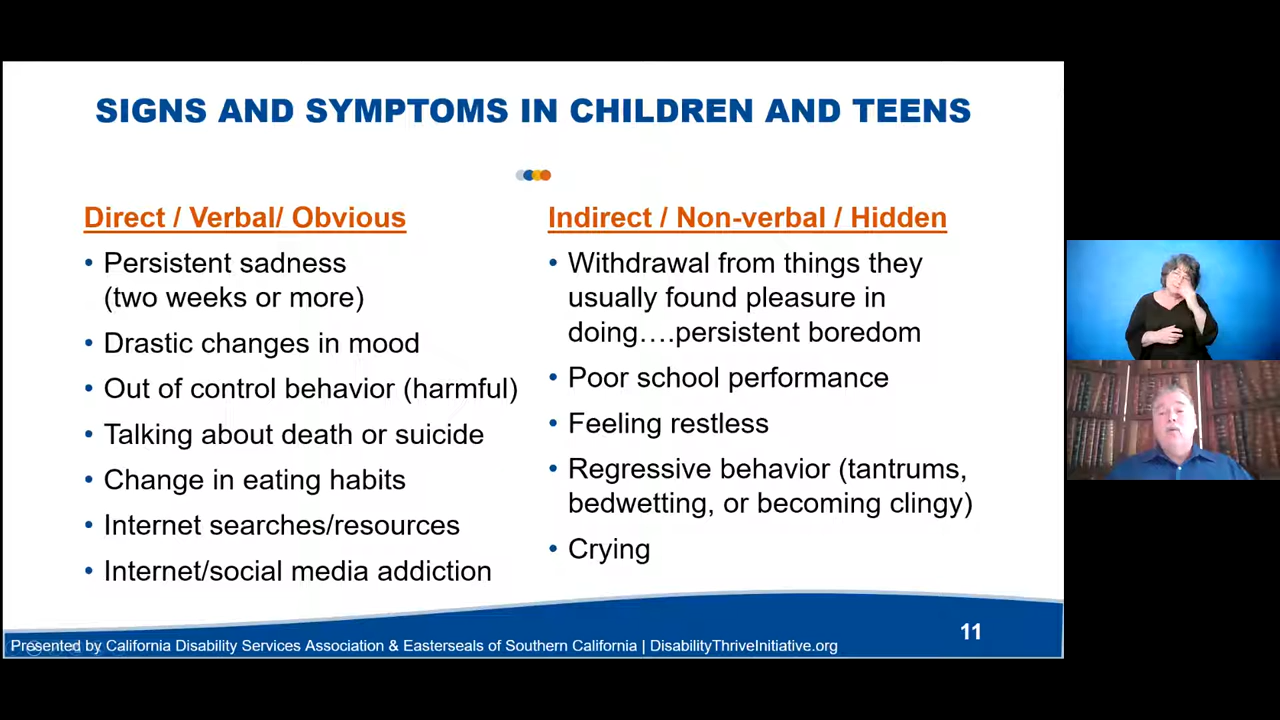 SIGNS AND SYMPTOMS IN CHILDREN AND TEENS
Direct / Verbal/ Obvious
• Persistent sadness
(two weeks or more)
• Drastic changes in mood
• Out of control behavior (harmful)
• Talking about death or suicide
• Change in eating habits
• Internet searches/resources
• Internet/social media addiction
Indirect / Non-verbal / Hidden
• Withdrawal from things they
usually found pleasure in
doing….persistent boredom
• Poor school performance
• Feeling restless
• Regressive behavior (tantrums,
bedwetting, or becoming clingy)
• Crying
11
Presented by California Disability Services Association & Easterseals of Southern California | DisabilityThriveInitiative.org